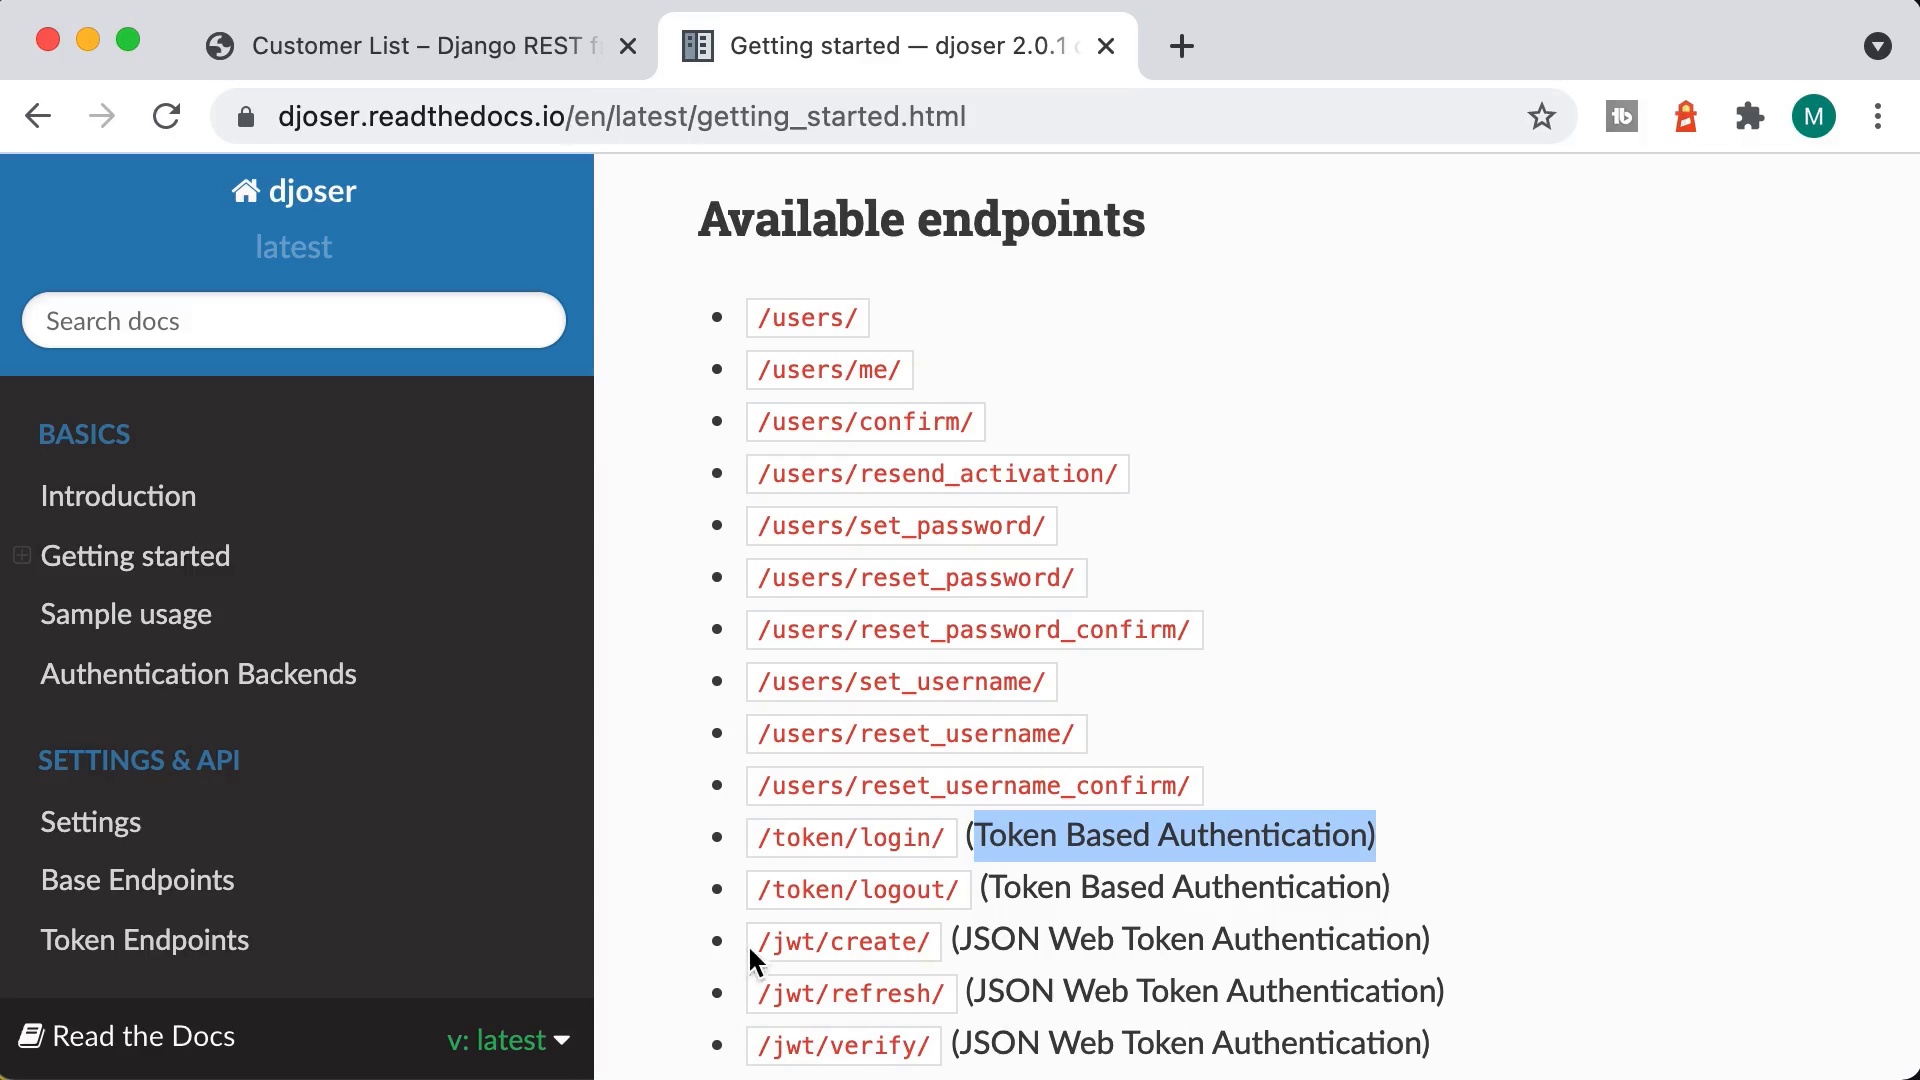 Customer List – Django REST f
Getting started — djoser 2.0.1
djoser.readthedocs.io/en/latest/getting_started.html
tb
M
djoser
latest
Search docs
BASICS
Introduction
Getting started
Sample usage
Authentication Backends
SETTINGS & API
Settings
Base Endpoints
Token Endpoints
Read the Docs
v: latest
Available endpoints
/users/
/users/me/
/users/confirm/
/users/resend_activation/
/users/set_password/
/users/reset_password/
/users/reset_password_confirm/
/users/set_username/
/users/reset_username/
/users/reset_username_confirm/
/token/login/ (Token Based Authentication)
/token/logout/ (Token Based Authentication)
/jwt/create/ (JSON Web Token Authentication)
/jwt/refresh/ (JSON Web Token Authentication)
/jwt/verify/ (JSON Web Token Authentication)